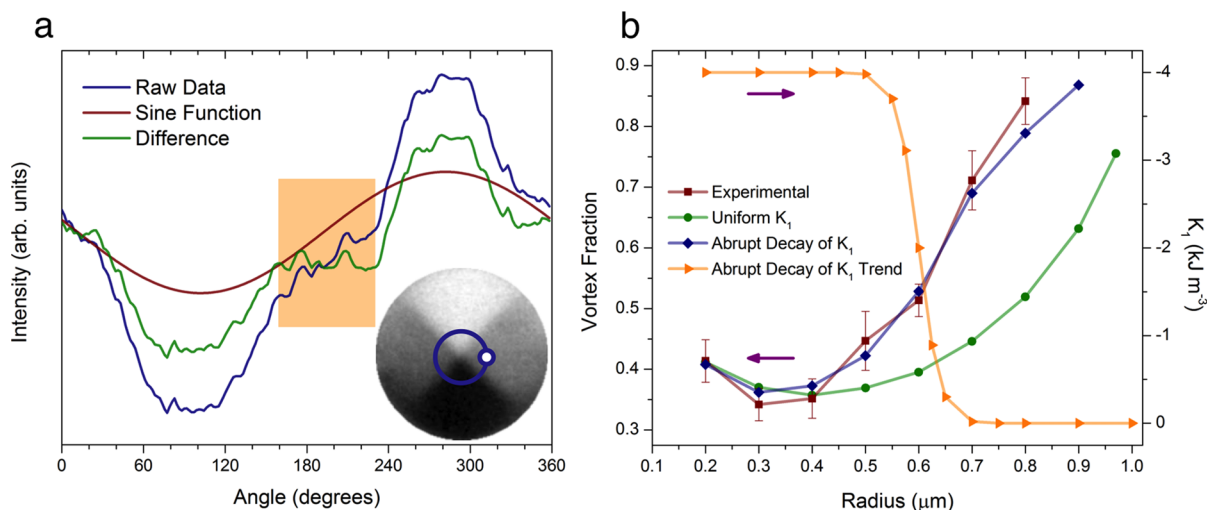 a
Raw Data
Sine Function
Difference
Intensity (arb. units)
0 60 120 180 240 300 360
Angle (degrees)
b
0.9
0.8
0.7
0.6
0.5
0.4
0.3
Vortex Fraction
Experimental
Uniform K₁
Abrupt Decay of K₁
Abrupt Decay of K₁ Trend
-4
-3
-2
-1
0
K₁ (kJ m⁻³)
0.1 0.2 0.3 0.4 0.5 0.6 0.7 0.8 0.9 1.0
Radius (μm)